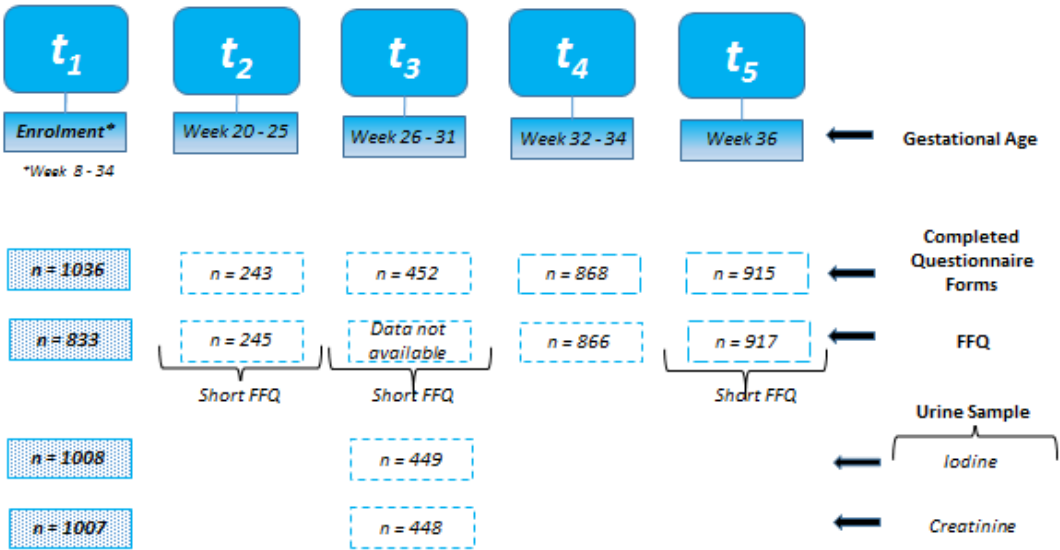 t1 t2 t3 t4 t5
Enrolment* Week 20 - 25 Week 26 - 31 Week 32 - 34 Week 36 Gestational Age
*Week 8 - 34
Completed
Questionnaire
Forms
n = 1036 n = 243 n = 452 n = 868 n = 915
n = 833 n = 245 Data not
available n = 866 n = 917 FFQ
Short FFQ Short FFQ Short FFQ
Urine Sample
n = 1008 n = 449 Iodine
n = 1007 n = 448 Creatinine